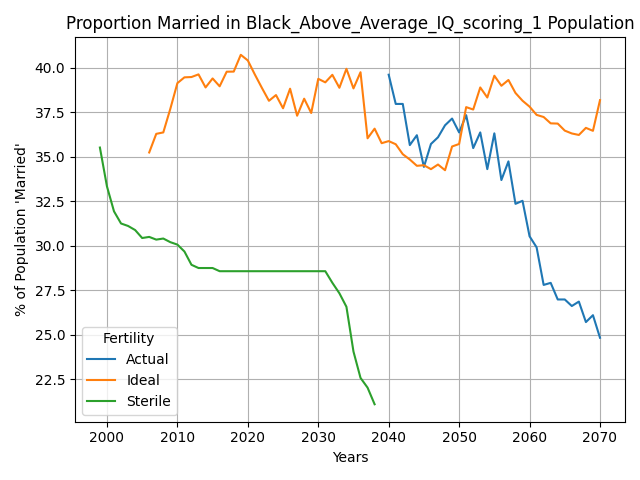 Proportion Married in Black_Above_Average_IQ_scoring_1 Population
% of Population 'Married'
40.0
37.5
35.0
32.5
30.0
27.5
25.0
22.5
Fertility
Actual
Ideal
Sterile
2000 2010 2020 2030 2040 2050 2060 2070
Years